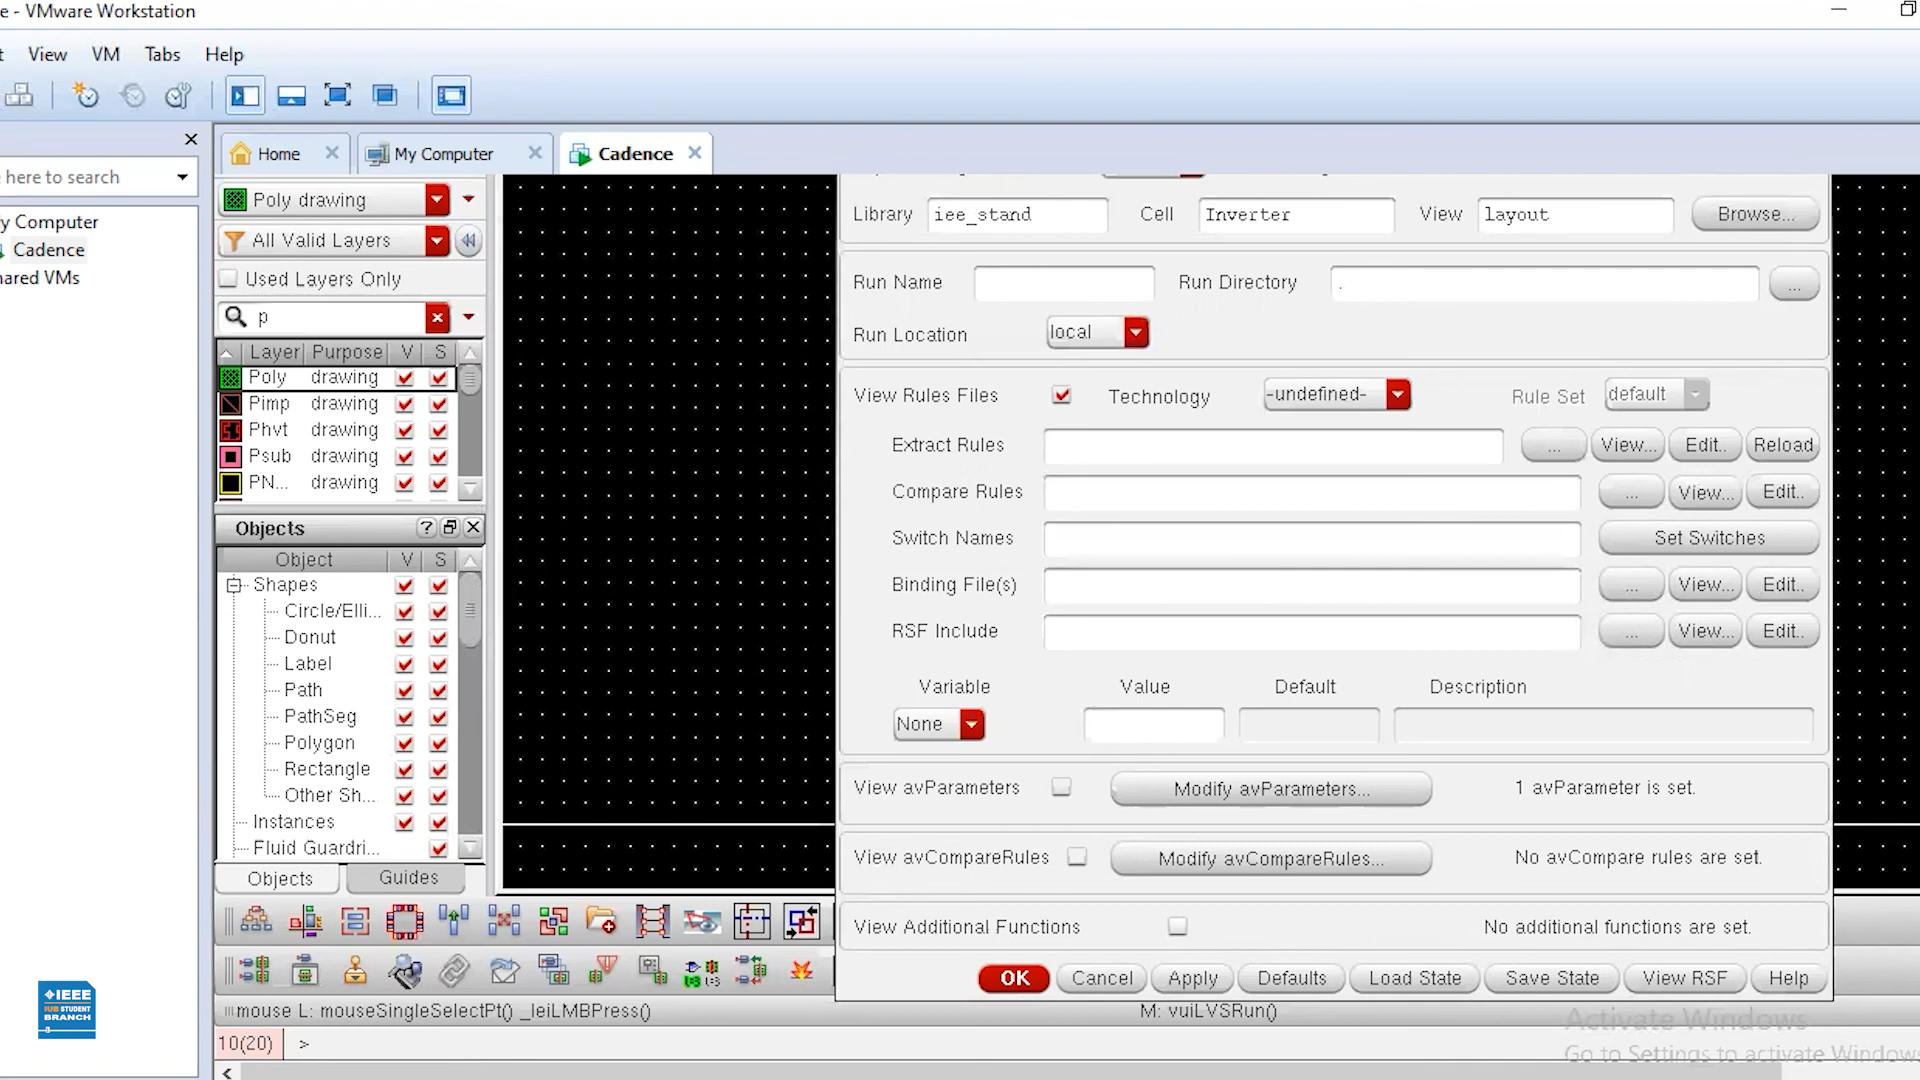 e - VMware Workstation
t View VM Tabs Help
Home My Computer Cadence
here to search
y Computer
Cadence
hared VMs
Poly drawing
All Valid Layers
Used Layers Only
p
Layer Purpose V S
Poly drawing
Pimp drawing
Phvt drawing
Psub drawing
PN... drawing
Objects
Object V S
Shapes
Circle/Elli...
Donut
Label
Path
PathSeg
Polygon
Rectangle
Other Sh...
Instances
Fluid Guardri...
Objects Guides
Library iee_stand Cell Inverter View layout Browse...
Run Name Run Directory . ...
Run Location local
View Rules Files Technology -undefined- Rule Set default
Extract Rules ... View... Edit.. Reload
Compare Rules ... View... Edit..
Switch Names Set Switches
Binding File(s) ... View... Edit..
RSF Include ... View... Edit..
Variable Value Default Description
None
View avParameters Modify avParameters... 1 avParameter is set.
View avCompareRules Modify avCompareRules... No avCompare rules are set.
View Additional Functions No additional functions are set.
OK Cancel Apply Defaults Load State Save State View RSF Help
mouse L: mouseSingleSelectPt() _leiLMBPress() M: vuiLVSRun()
10(20) >
Activate Windows
Go to Settings to activate Windows
IEEE
IUB STUDENT
BRANCH